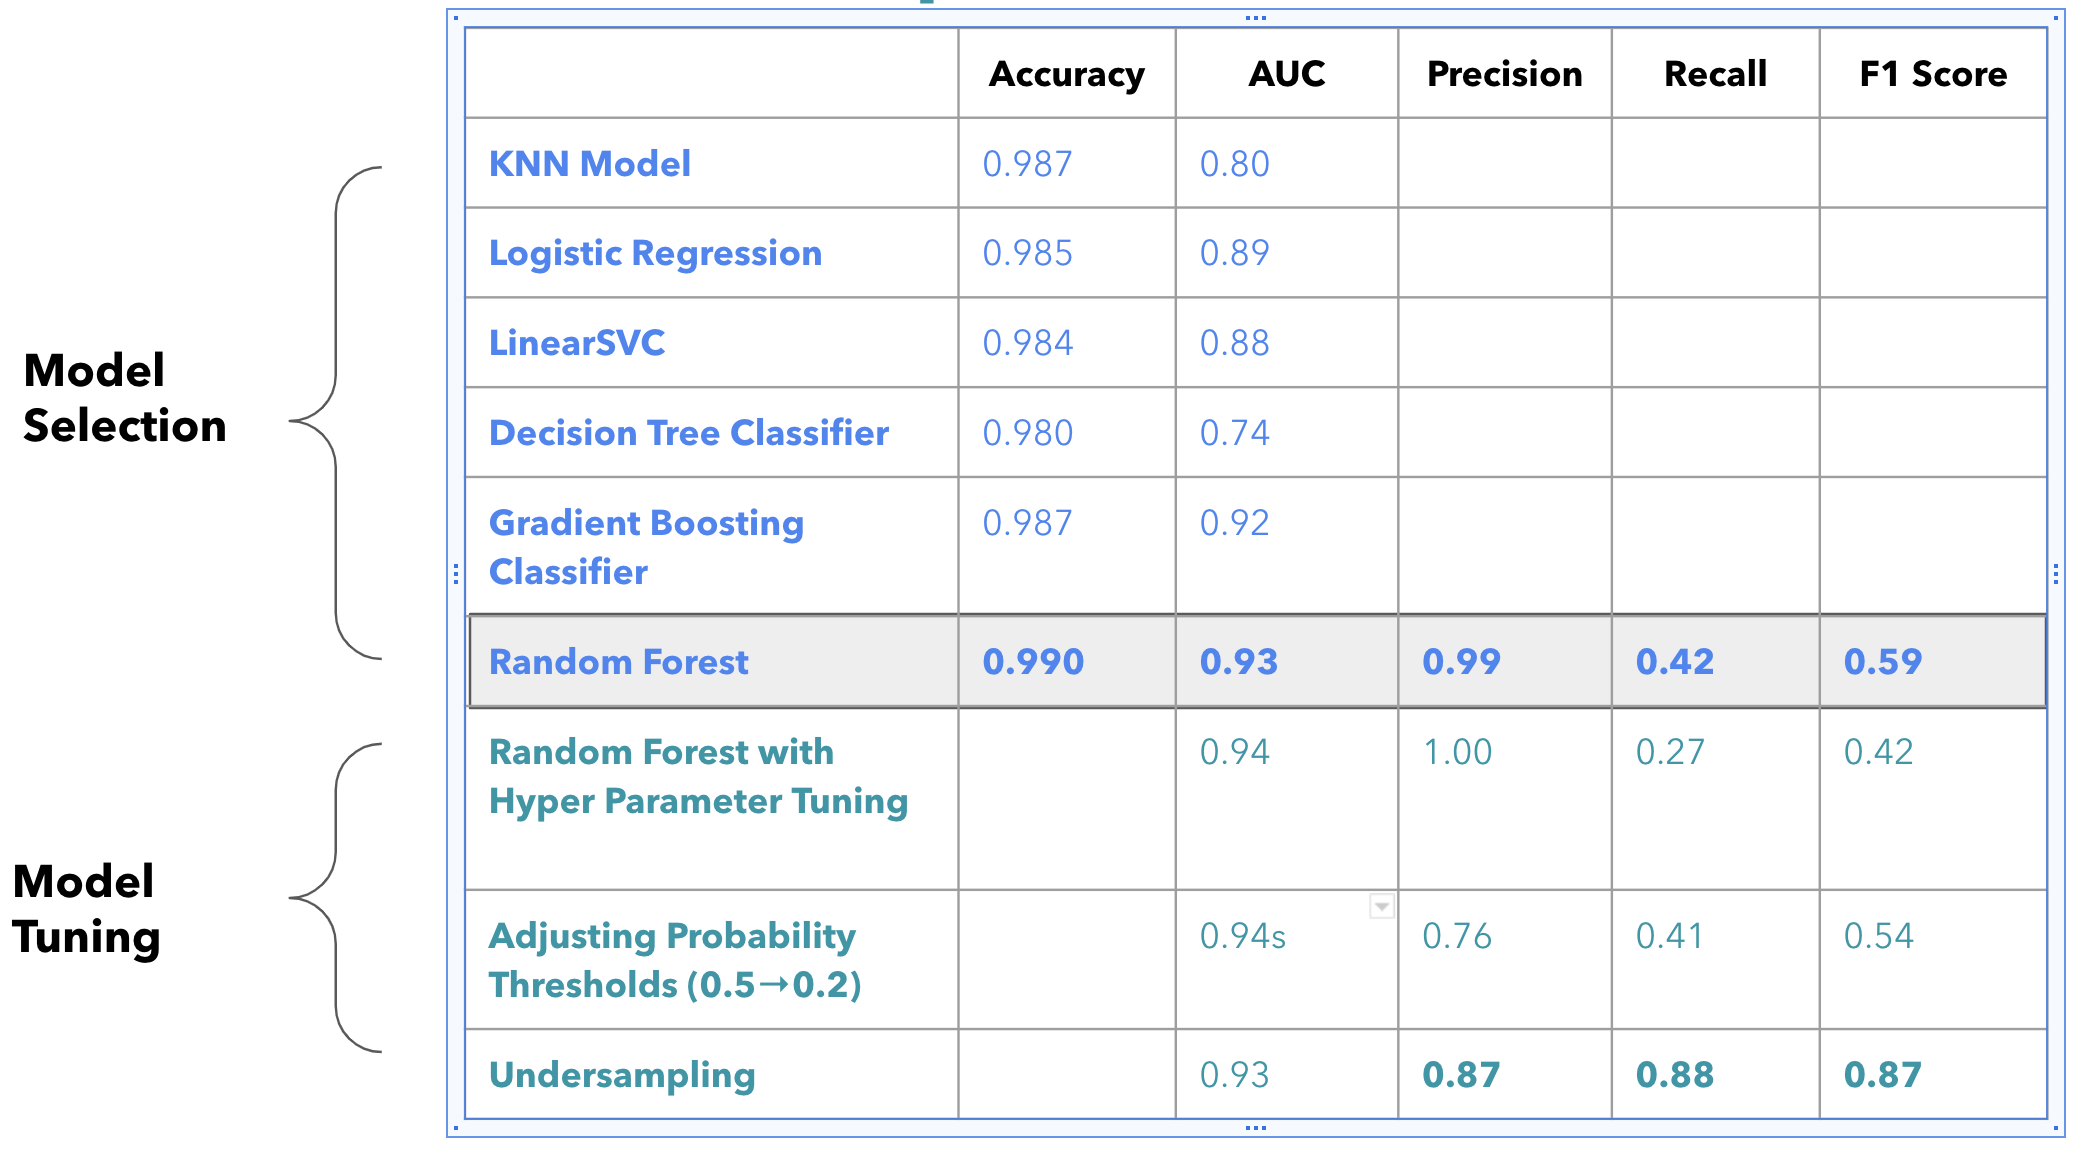 Accuracy AUC Precision Recall F1 Score
KNN Model 0.987 0.80
Logistic Regression 0.985 0.89
LinearSVC 0.984 0.88
Model
Selection
Decision Tree Classifier 0.980 0.74
Gradient Boosting 0.987 0.92
Classifier
Random Forest 0.990 0.93 0.99 0.42 0.59
Random Forest with 0.94 1.00 0.27 0.42
Hyper Parameter Tuning
Model
Tuning
Adjusting Probability 0.94s 0.76 0.41 0.54
Thresholds (0.5→0.2)
Undersampling 0.93 0.87 0.88 0.87